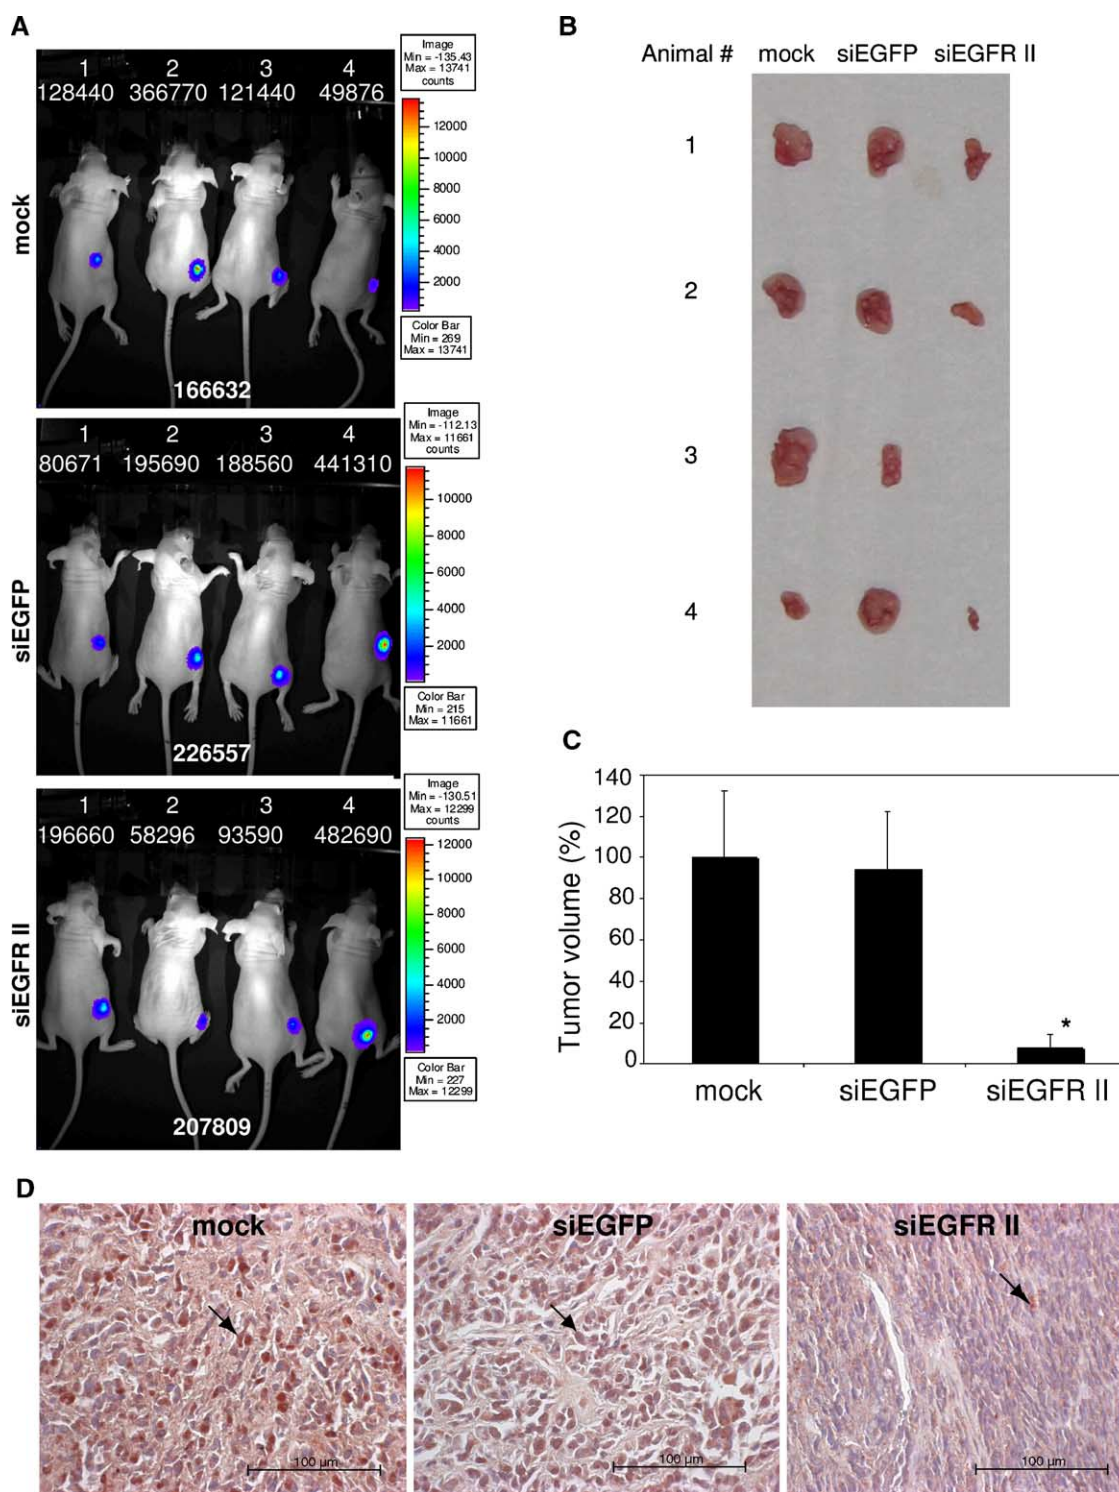 A
mock
1 2 3 4
128440 366770 121440 49876
166632
Image
Min = -135.43
Max = 13741
counts
12000
10000
8000
6000
4000
2000
Color Bar
Min = 269
Max = 13741
siEGFP
1 2 3 4
80671 195690 188560 441310
226557
Image
Min = -112.13
Max = 11661
counts
10000
8000
6000
4000
2000
Color Bar
Min = 215
Max = 11661
siEGFR II
1 2 3 4
196660 58296 93590 482690
207809
Image
Min = -130.51
Max = 12299
counts
12000
10000
8000
6000
4000
2000
Color Bar
Min = 227
Max = 12299
B
Animal # mock siEGFP siEGFR II
1
2
3
4
C
Tumor volume (%)
140
120
100
80
60
40
20
0
*
mock siEGFP siEGFR II
D
mock
100 µm
siEGFP
100 µm
siEGFR II
100 µm